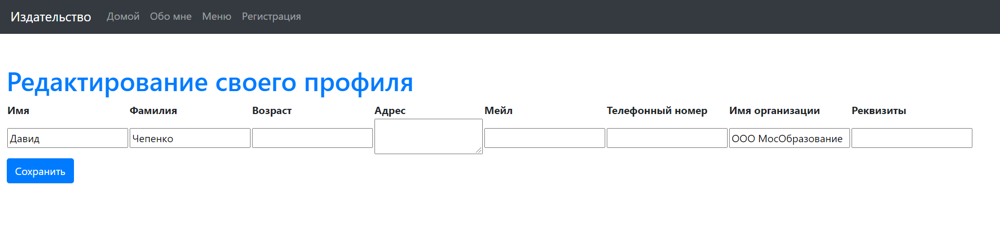 Издательство Домой Обо мне Меню Регистрация
Редактирование своего профиля
Имя Фамилия Возраст Адрес Мейл Телефонный номер Имя организации Реквизиты
Давид Чепенко ООО МосОбразование
Сохранить